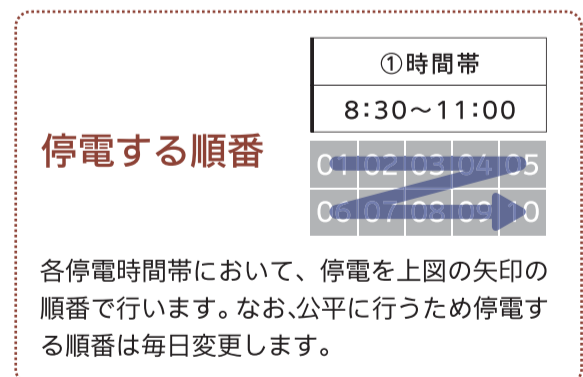 ①時間帯
8:30〜11:00
停電する順番
01 02 03 04 05
06 07 08 09 10
各停電時間帯において、停電を上図の矢印の
順番で行います。なお、公平に行うため停電す
る順番は毎日変更します。